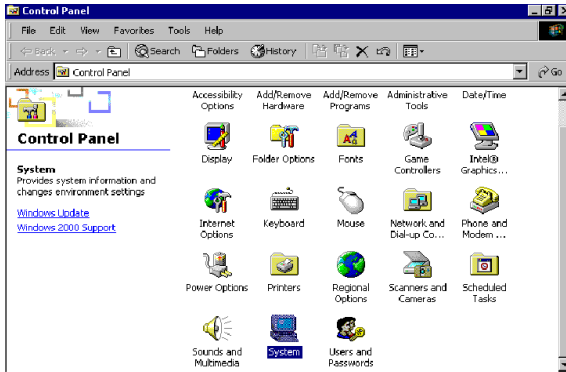 Control Panel
File Edit View Favorites Tools Help
Back Search Folders History
Address Control Panel Go
Control Panel
System
Provides system information and
changes environment settings
Windows Update
Windows 2000 Support
Accessibility Options
Add/Remove Hardware
Add/Remove Programs
Administrative Tools
Date/Time
Display
Folder Options
Fonts
Game Controllers
Intel® Graphics...
Internet Options
Keyboard
Mouse
Network and Dial-up Co...
Phone and Modem ...
Power Options
Printers
Regional Options
Scanners and Cameras
Scheduled Tasks
Sounds and Multimedia
System
Users and Passwords